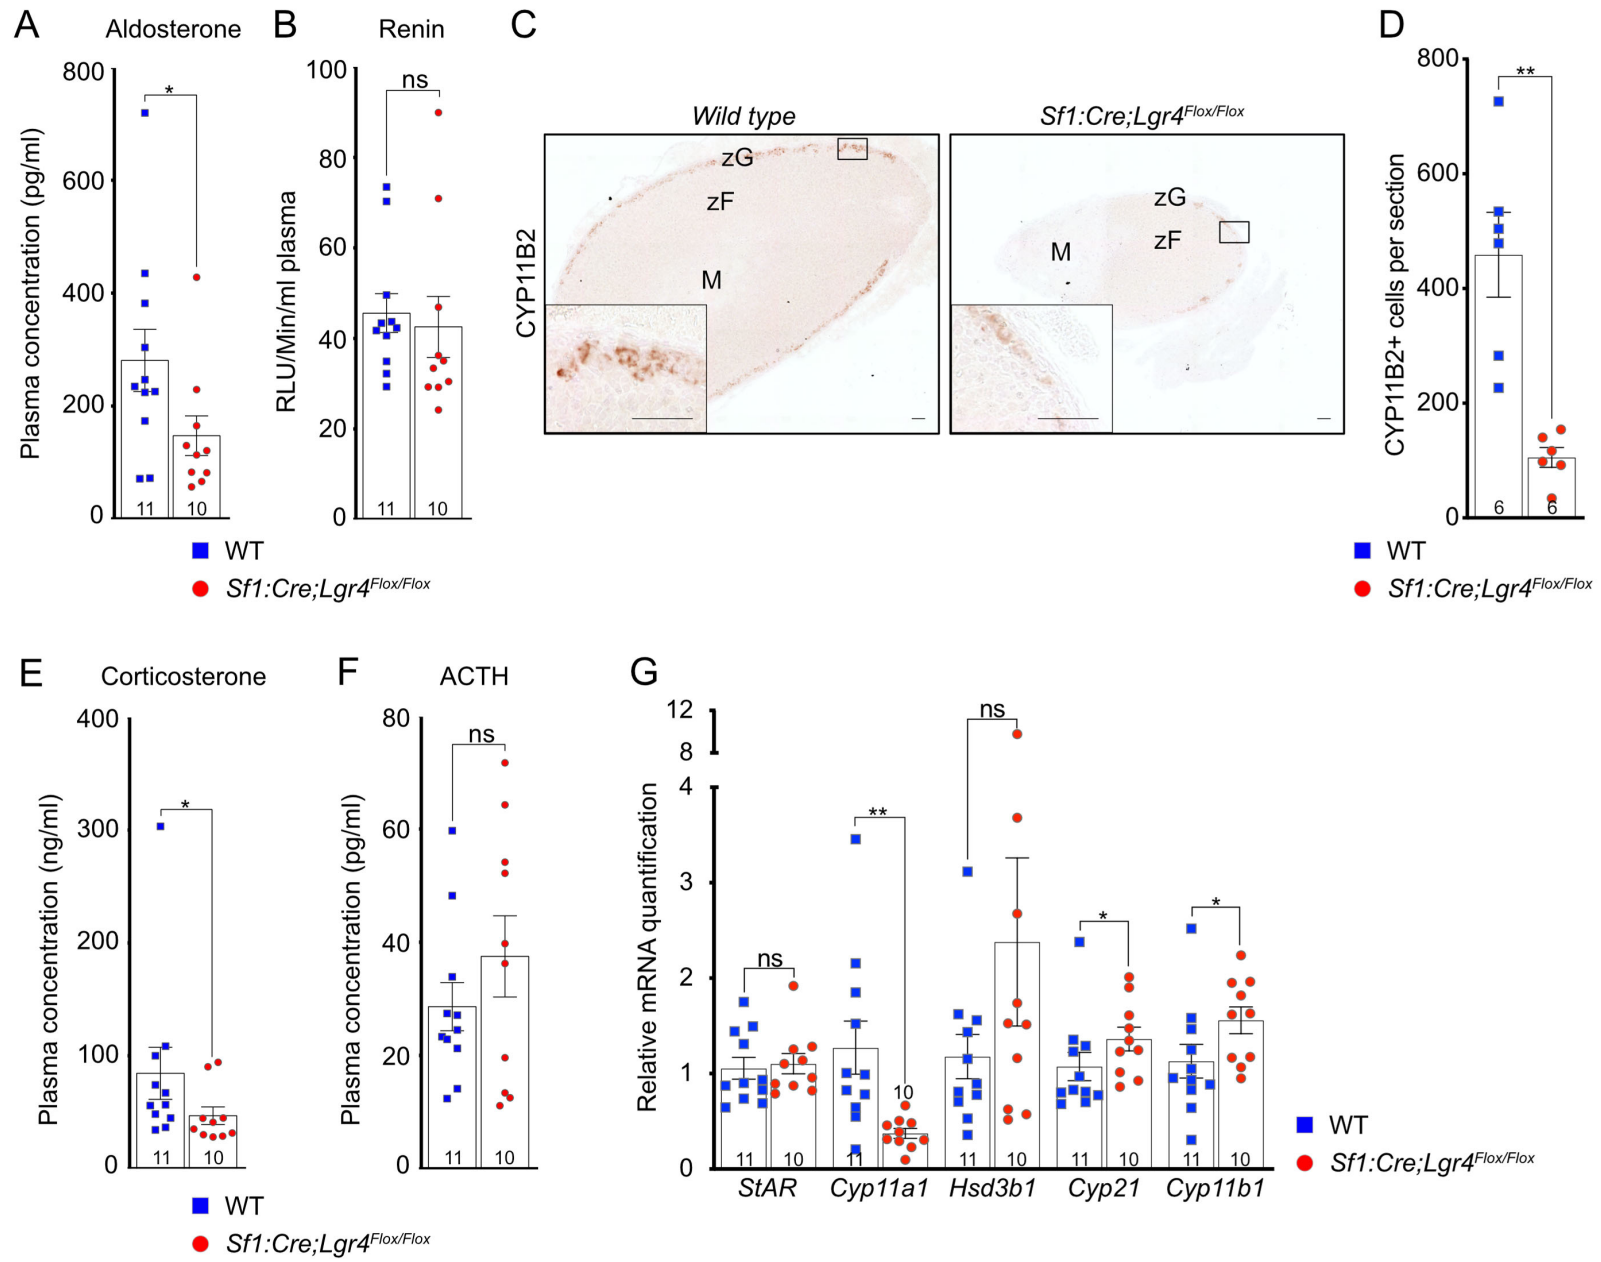 A
Aldosterone
Plasma concentration (pg/ml)
800
600
400
200
0
*
11
10
B
Renin
RLU/Min/ml plasma
100
80
60
40
20
0
ns
11
10
WT
Sf1:Cre;Lgr4Flox/Flox
C
CYP11B2
Wild type
zG
zF
M
Sf1:Cre;Lgr4Flox/Flox
zG
zF
M
D
CYP11B2+ cells per section
800
600
400
200
0
**
6
6
WT
Sf1:Cre;Lgr4Flox/Flox
E
Corticosterone
Plasma concentration (ng/ml)
400
300
200
100
0
*
11
10
WT
Sf1:Cre;Lgr4Flox/Flox
F
ACTH
Plasma concentration (pg/ml)
80
60
40
20
0
ns
11
10
G
Relative mRNA quantification
12
8
4
3
2
1
0
ns
**
ns
*
*
11
10
11
10
11
10
11
10
11
10
StAR
Cyp11a1
Hsd3b1
Cyp21
Cyp11b1
WT
Sf1:Cre;Lgr4Flox/Flox